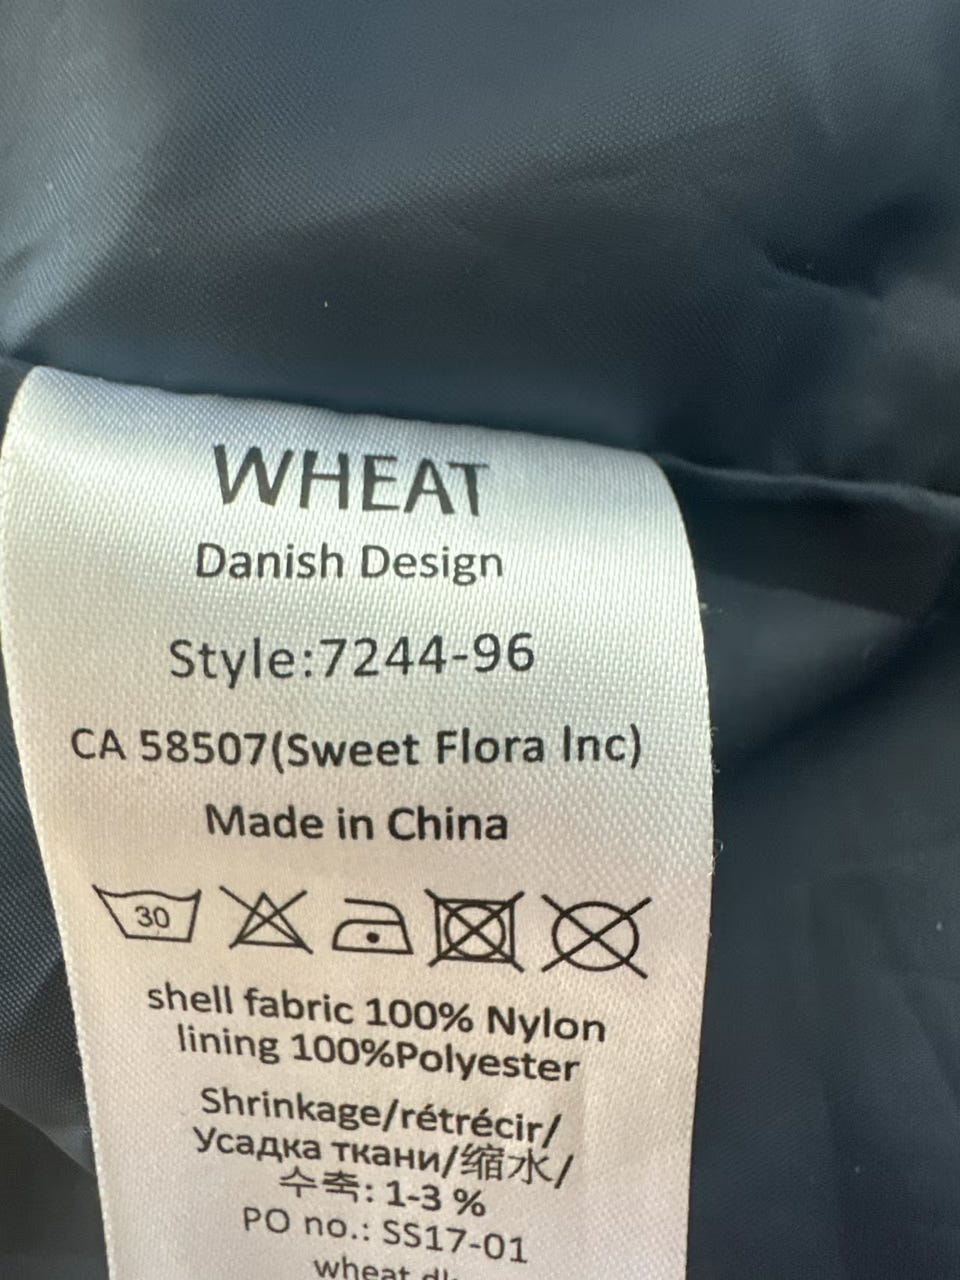 WHEAT
Danish Design
Style:7244-96
CA 58507(Sweet Flora Inc)
Made in China
30
shell fabric 100% Nylon
lining 100%Polyester
Shrinkage/rétrécir/
Усадка ткани/缩水/
수축: 1-3 %
PO no.: SS17-01
wheat